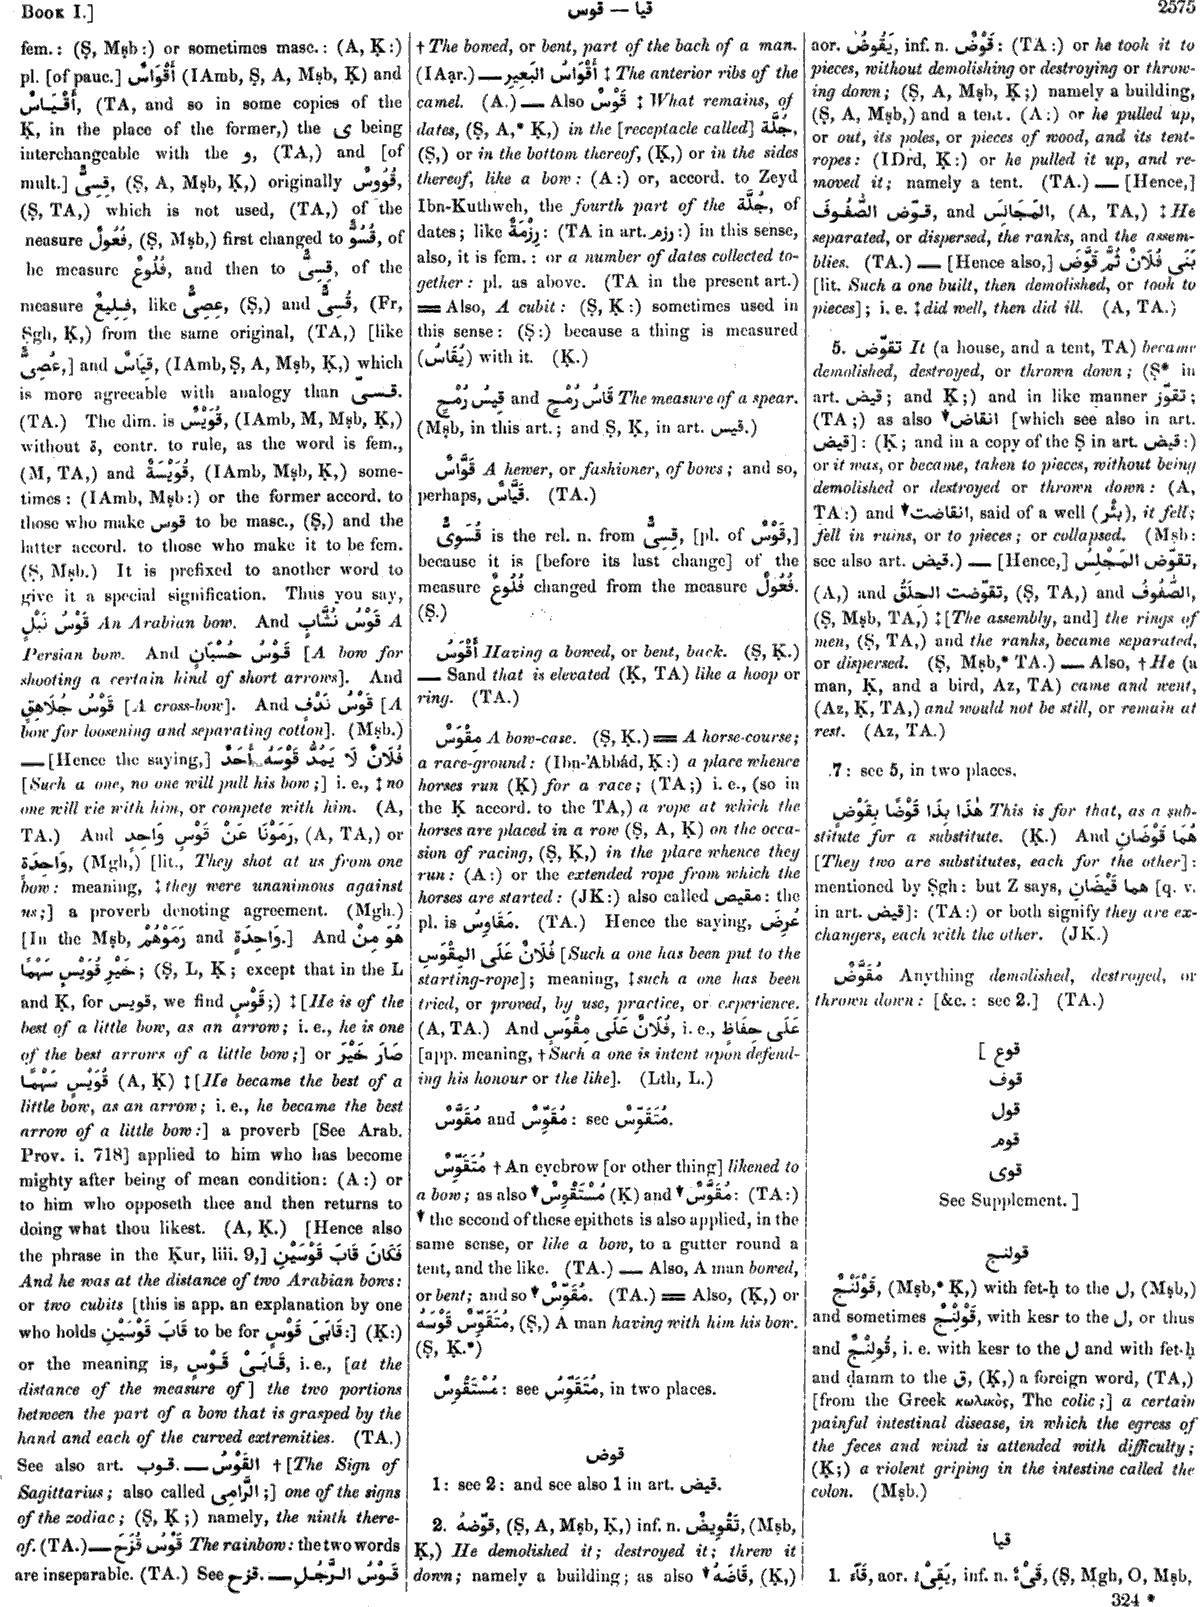 BOOK I.]
قوس — قيا
2575
fem.: (Ṣ, Mṣb:) or sometimes masc.: (A, Ḳ:)
pl. [of pauc.] أَقْوَاسٌ (IAmb, Ṣ, A, Mṣb, Ḳ) and
أَقْيَاسٌ, (TA, and so in some copies of the
Ḳ, in the place of the former,) the ى being
interchangeable with the و, (TA,) and [of
mult.] قِسِىٌّ, (Ṣ, A, Mṣb, Ḳ,) originally قُوُوسٌ,
(Ṣ, TA,) which is not used, (TA,) of the
neasure فُعُولٌ, (Ṣ, Mṣb,) first changed to قُسُوٌّ, of
he measure فُلُوعٌ, and then to قِسِىٌّ, of the
measure فِلِيعٌ, like عِصِىٌّ, (Ṣ,) and قُسِىٌّ, (Fr,
Ṣgh, Ḳ,) from the same original, (TA,) [like
عُصِىٌّ,] and قِيَاسٌ, (IAmb, Ṣ, A, Mṣb, Ḳ,) which
is more agreeable with analogy than قسىّ.
(TA.) The dim. is قُوَيْسٌ, (IAmb, M, Mṣb, Ḳ,)
without ة, contr. to rule, as the word is fem.,
(M, TA,) and قُوَيْسَةٌ, (IAmb, Mṣb, Ḳ,) some-
times: (IAmb, Mṣb:) or the former accord. to
those who make قوس to be masc., (Ṣ,) and the
latter accord. to those who make it to be fem.
(Ṣ, Mṣb.) It is prefixed to another word to
give it a special signification. Thus you say,
قَوْسُ نَبْلٍ An Arabian bow. And قَوْسُ نُشَّابٍ A
Persian bow. And قَوْسُ حُسْبَانٍ [A bow for
shooting a certain kind of short arrows]. And
قَوْسُ جُلَاهِقٍ [A cross-bow]. And قَوْسُ نَدْفٍ [A
bow for loosening and separating cotton]. (Mṣb.)
— [Hence the saying,] فُلَانٌ لَا يَمُدُّ قَوْسَهُ أَحَدٌ
[Such a one, no one will pull his bow;] i. e., ‡ no
one will vie with him, or compete with him. (A,
TA.) And رَمَوْنَا عَنْ قَوْسٍ وَاحِدٍ, (A, TA,) or
وَاحِدَةٍ, (Mgh,) [lit., They shot at us from one
bow: meaning, ‡ they were unanimous against
us;] a proverb denoting agreement. (Mgh.)
[In the Mṣb, رَمَوْهُمْ and وَاحِدَةٍ.] And هُوَ مِنْ
خَيْرِ قُوَيْسٍ سَهْمًا; (Ṣ, L, Ḳ; except that in the L
and Ḳ, for قويس, we find قَوْسٍ;) ‡ [He is of the
best of a little bow, as an arrow; i. e., he is one
of the best arrows of a little bow;] or صَارَ خَيْرَ
قُوَيْسٍ سَهْمًا (A, Ḳ) ‡ [He became the best of a
little bow, as an arrow; i. e., he became the best
arrow of a little bow:] a proverb [See Arab.
Prov. i. 718] applied to him who has become
mighty after being of mean condition: (A:) or
to him who opposeth thee and then returns to
doing what thou likest. (A, Ḳ.) [Hence also
the phrase in the Ḳur, liii. 9,] فَكَانَ قَابَ قَوْسَيْنِ
And he was at the distance of two Arabian bows:
or two cubits [this is app. an explanation by one
who holds قَابَ قَوْسَيْنِ to be for قَابَىْ قَوْسٍ:] (Ḳ:)
or the meaning is, قَابَىْ قَوْسٍ, i. e., [at the
distance of the measure of] the two portions
between the part of a bow that is grasped by the
hand and each of the curved extremities. (TA.)
See also art. قوب. — القَوْسُ † [The Sign of
Sagittarius; also called الرَّامِى;] one of the signs
of the zodiac; (Ṣ, Ḳ;) namely, the ninth there-
of. (TA.) — قَوْسُ قُزَحَ The rainbow: the two words
are inseparable. (TA.) See قزح. — قَوْسُ الرَّجُلِ
† The bowed, or bent, part of the back of a man.
(IAạr.) — أَقْوَاسُ البَعِيرِ ‡ The anterior ribs of the
camel. (A.) — Also قَوْسٌ ‡ What remains, of
dates, (Ṣ, A,* Ḳ,) in the [receptacle called] جُلَّة,
(Ṣ,) or in the bottom thereof, (Ḳ,) or in the sides
thereof, like a bow: (A:) or, accord. to Zeyd
Ibn-Kuthweh, the fourth part of the جُلَّة, of
dates; like رِزْمَةٌ: (TA in art. رزم:) in this sense,
also, it is fem.: or a number of dates collected to-
gether: pl. as above. (TA in the present art.)
= Also, A cubit: (Ṣ, Ḳ:) sometimes used in
this sense: (Ṣ:) because a thing is measured
(يُقَاسُ) with it. (Ḳ.)
قِيسُ رُمْحٍ and قَاسُ رُمْحٍ The measure of a spear.
(Mṣb, in this art.; and Ṣ, Ḳ, in art. قيس.)
قَوَّاسٌ A hewer, or fashioner, of bows; and so,
perhaps, قَيَّاسٌ. (TA.)
قُسَوِىٌّ is the rel. n. from قِسِىٌّ, [pl. of قَوْسٌ,]
because it is [before its last change] of the
measure فُلُوعٌ changed from the measure فُعُولٌ.
(Ṣ.)
أَقْوَسُ Having a bowed, or bent, back. (Ṣ, Ḳ.)
— Sand that is elevated (Ḳ, TA) like a hoop or
ring. (TA.)
مِقْوَسٌ A bow-case. (Ṣ, Ḳ.) = A horse-course;
a race-ground: (Ibn-'Abbád, Ḳ:) a place whence
horses run (Ḳ) for a race; (TA;) i. e., (so in
the Ḳ accord. to the TA,) a rope at which the
horses are placed in a row (Ṣ, A, Ḳ) on the occa-
sion of racing, (Ṣ, Ḳ,) in the place whence they
run: (A:) or the extended rope from which the
horses are started: (JK:) also called مقيص: the
pl. is مَقَاوِسُ. (TA.) Hence the saying, عُرِضَ
فُلَانٌ عَلَى المِقْوَسِ [Such a one has been put to the
starting-rope]; meaning, ‡ such a one has been
tried, or proved, by use, practice, or experience.
(A, TA.) And فُلَانٌ عَلَى مِقْوَسٍ, i. e., عَلَى حِفَاظٍ
[app. meaning, † Such a one is intent upon defend-
ing his honour or the like]. (Lth, L.)
مُقَوَّسٌ and مُقَوِّسٌ: see مُتَقَوِّسٌ.
مُتَقَوِّسٌ † An eyebrow [or other thing] likened to
a bow; as also ▼ مُسْتَقْوِسٌ (Ḳ) and ▼ مُقَوَّسٌ: (TA:)
▼ the second of these epithets is also applied, in the
same sense, or like a bow, to a gutter round a
tent, and the like. (TA.) — Also, A man bowed,
or bent; and so ▼ مُقَوِّسٌ. (TA.) = Also, (Ḳ,) or
مُتَقَوِّسٌ قَوْسَهُ, (Ṣ,) A man having with him his bow.
(Ṣ, Ḳ.*)
مُسْتَقْوِسٌ: see مُتَقَوِّسٌ, in two places.
قوض
1: see 2: and see also 1 in art. قيض.
2. قوّضهُ, (Ṣ, A, Mṣb, Ḳ,) inf. n. تَقْوِيضٌ, (Mṣb,
Ḳ,) He demolished it; destroyed it; threw it
down; namely a building; as also ▼ قَاضَهُ, (Ḳ,)
aor. يَقُوضُ, inf. n. قَوْضٌ: (TA:) or he took it to
pieces, without demolishing or destroying or throw-
ing down; (Ṣ, A, Mṣb, Ḳ;) namely a building,
(Ṣ, A, Mṣb,) and a tent. (A:) or he pulled up,
or out, its poles, or pieces of wood, and its tent-
ropes: (IDrd, Ḳ:) or he pulled it up, and re-
moved it; namely a tent. (TA.) — [Hence,]
قوّض الصُّفُوفَ, and المَجَالِسَ, (A, TA,) ‡ He
separated, or dispersed, the ranks, and the assem-
blies. (TA.) — [Hence also,] بَنَى فُلَانٌ ثُمَّ قَوَّضَ
[lit. Such a one built, then demolished, or took to
pieces]; i. e. ‡ did well, then did ill. (A, TA.)
5. تقوّض It (a house, and a tent, TA) became
demolished, destroyed, or thrown down; (Ṣ* in
art. قيض; and Ḳ;) and in like manner تقوّز;
(TA;) as also ▼ انقاض [which see also in art.
قيض]: (Ḳ; and in a copy of the Ṣ in art. قيض:)
or it was, or became, taken to pieces, without being
demolished or destroyed or thrown down: (A,
TA:) and ▼ انقاضت, said of a well (بِئْر), it fell;
fell in ruins, or to pieces; or collapsed. (Mṣb:
see also art. قيض.) — [Hence,] تقوّض المَجْلِسُ,
(A,) and تقوّضت الحِلَقُ, (Ṣ, TA,) and الصُّفُوفُ,
(Ṣ, Mṣb, TA,) ‡ [The assembly, and] the rings of
men, (Ṣ, TA,) and the ranks, became separated,
or dispersed. (Ṣ, Mṣb,* TA.) — Also, † He (a
man, Ḳ, and a bird, Az, TA) came and went,
(Az, Ḳ, TA,) and would not be still, or remain at
rest. (Az, TA.)
7: see 5, in two places.
هٰذَا بِذَا قَوْضًا بِقَوْضٍ This is for that, as a sub-
stitute for a substitute. (Ḳ.) And هُمَا قَوْضَانِ
[They two are substitutes, each for the other]:
mentioned by Ṣgh: but Z says, هما قَيْضَانِ [q. v.
in art. قيض]: (TA:) or both signify they are ex-
changers, each with the other. (JK.)
مُقَوَّضٌ Anything demolished, destroyed, or
thrown down: [&c.: see 2.] (TA.)
[ قوع
قوف
قول
قوم
قوى
See Supplement. ]
قولنج
قَوْلَنْجٌ, (Mṣb,* Ḳ,) with fet-ḥ to the ل, (Mṣb,)
and sometimes قَوْلِنْجٌ, with kesr to the ل, or thus
and قُولِنْجٌ, i. e. with kesr to the ل and with fet-ḥ
and ḍamm to the ق, (Ḳ,) a foreign word, (TA,)
[from the Greek κωλικὸς, The colic;] a certain
painful intestinal disease, in which the egress of
the feces and wind is attended with difficulty;
(Ḳ;) a violent griping in the intestine called the
colon. (Mṣb.)
قيا
1. قَآءَ, aor. يَقِىْءُ, inf. n. قَىْءٌ, (Ṣ, Mgh, O, Mṣb,
324 *